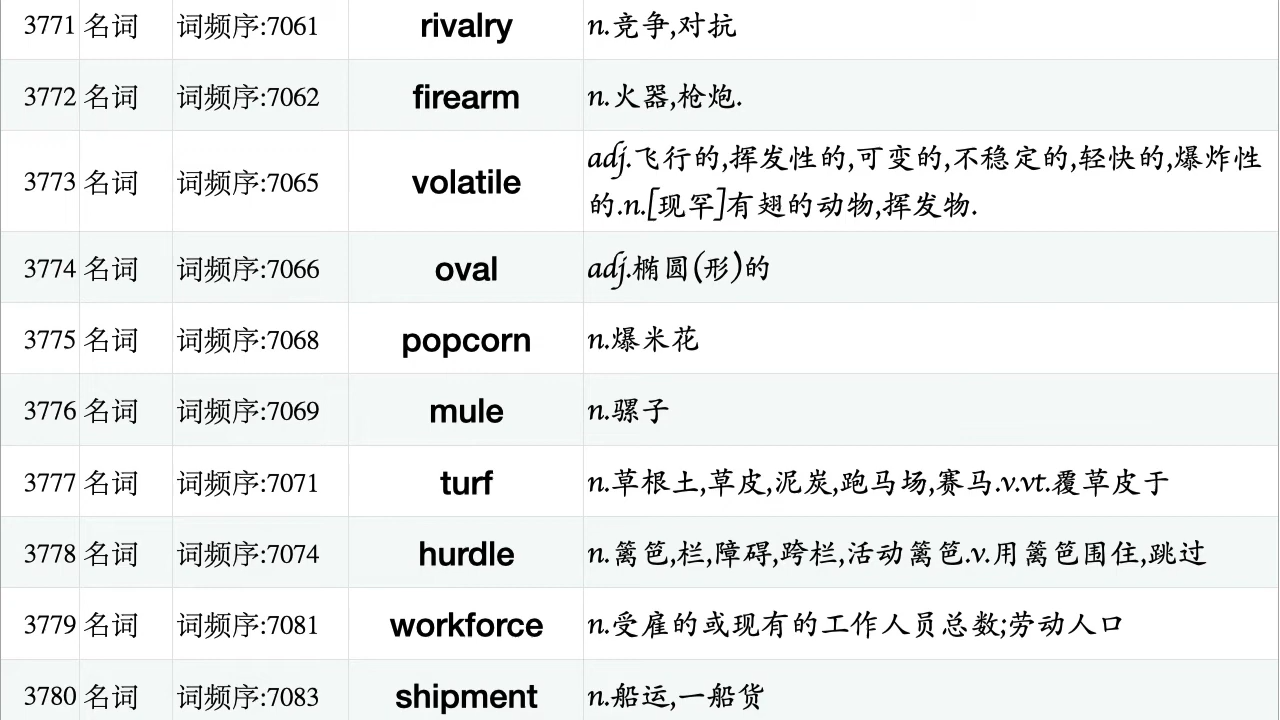 3771 名词 词频序:7061 rivalry n.竞争,对抗
3772 名词 词频序:7062 firearm n.火器,枪炮.
3773 名词 词频序:7065 volatile adj.飞行的,挥发性的,可变的,不稳定的,轻快的,爆炸性
的.n.[现罕]有翅的动物,挥发物.
3774 名词 词频序:7066 oval adj.椭圆(形)的
3775 名词 词频序:7068 popcorn n.爆米花
3776 名词 词频序:7069 mule n.骡子
3777 名词 词频序:7071 turf n.草根土,草皮,泥炭,跑马场,赛马.v.vt.覆草皮于
3778 名词 词频序:7074 hurdle n.篱笆,栏,障碍,跨栏,活动篱笆.v.用篱笆围住,跳过
3779 名词 词频序:7081 workforce n.受雇的或现有的工作人员总数;劳动人口
3780 名词 词频序:7083 shipment n.船运,一船货